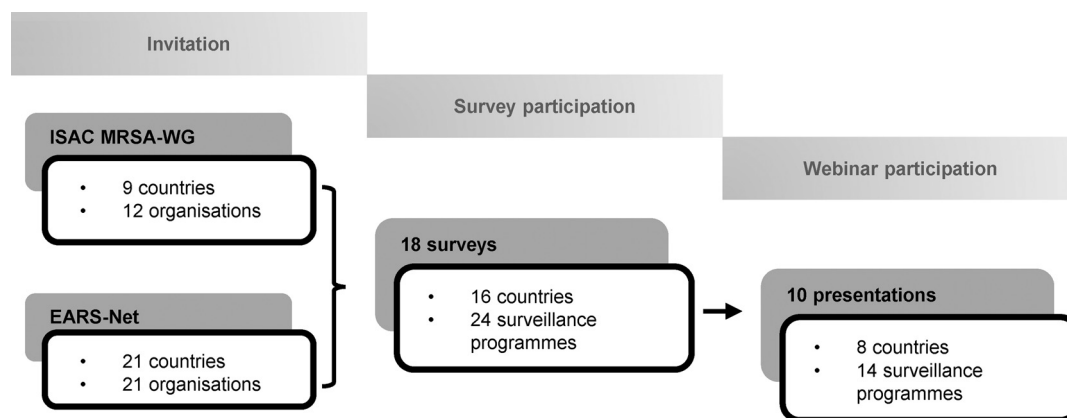 Invitation
Survey participation
Webinar participation
ISAC MRSA-WG
• 9 countries
• 12 organisations
EARS-Net
• 21 countries
• 21 organisations
18 surveys
• 16 countries
• 24 surveillance
programmes
10 presentations
• 8 countries
• 14 surveillance
programmes